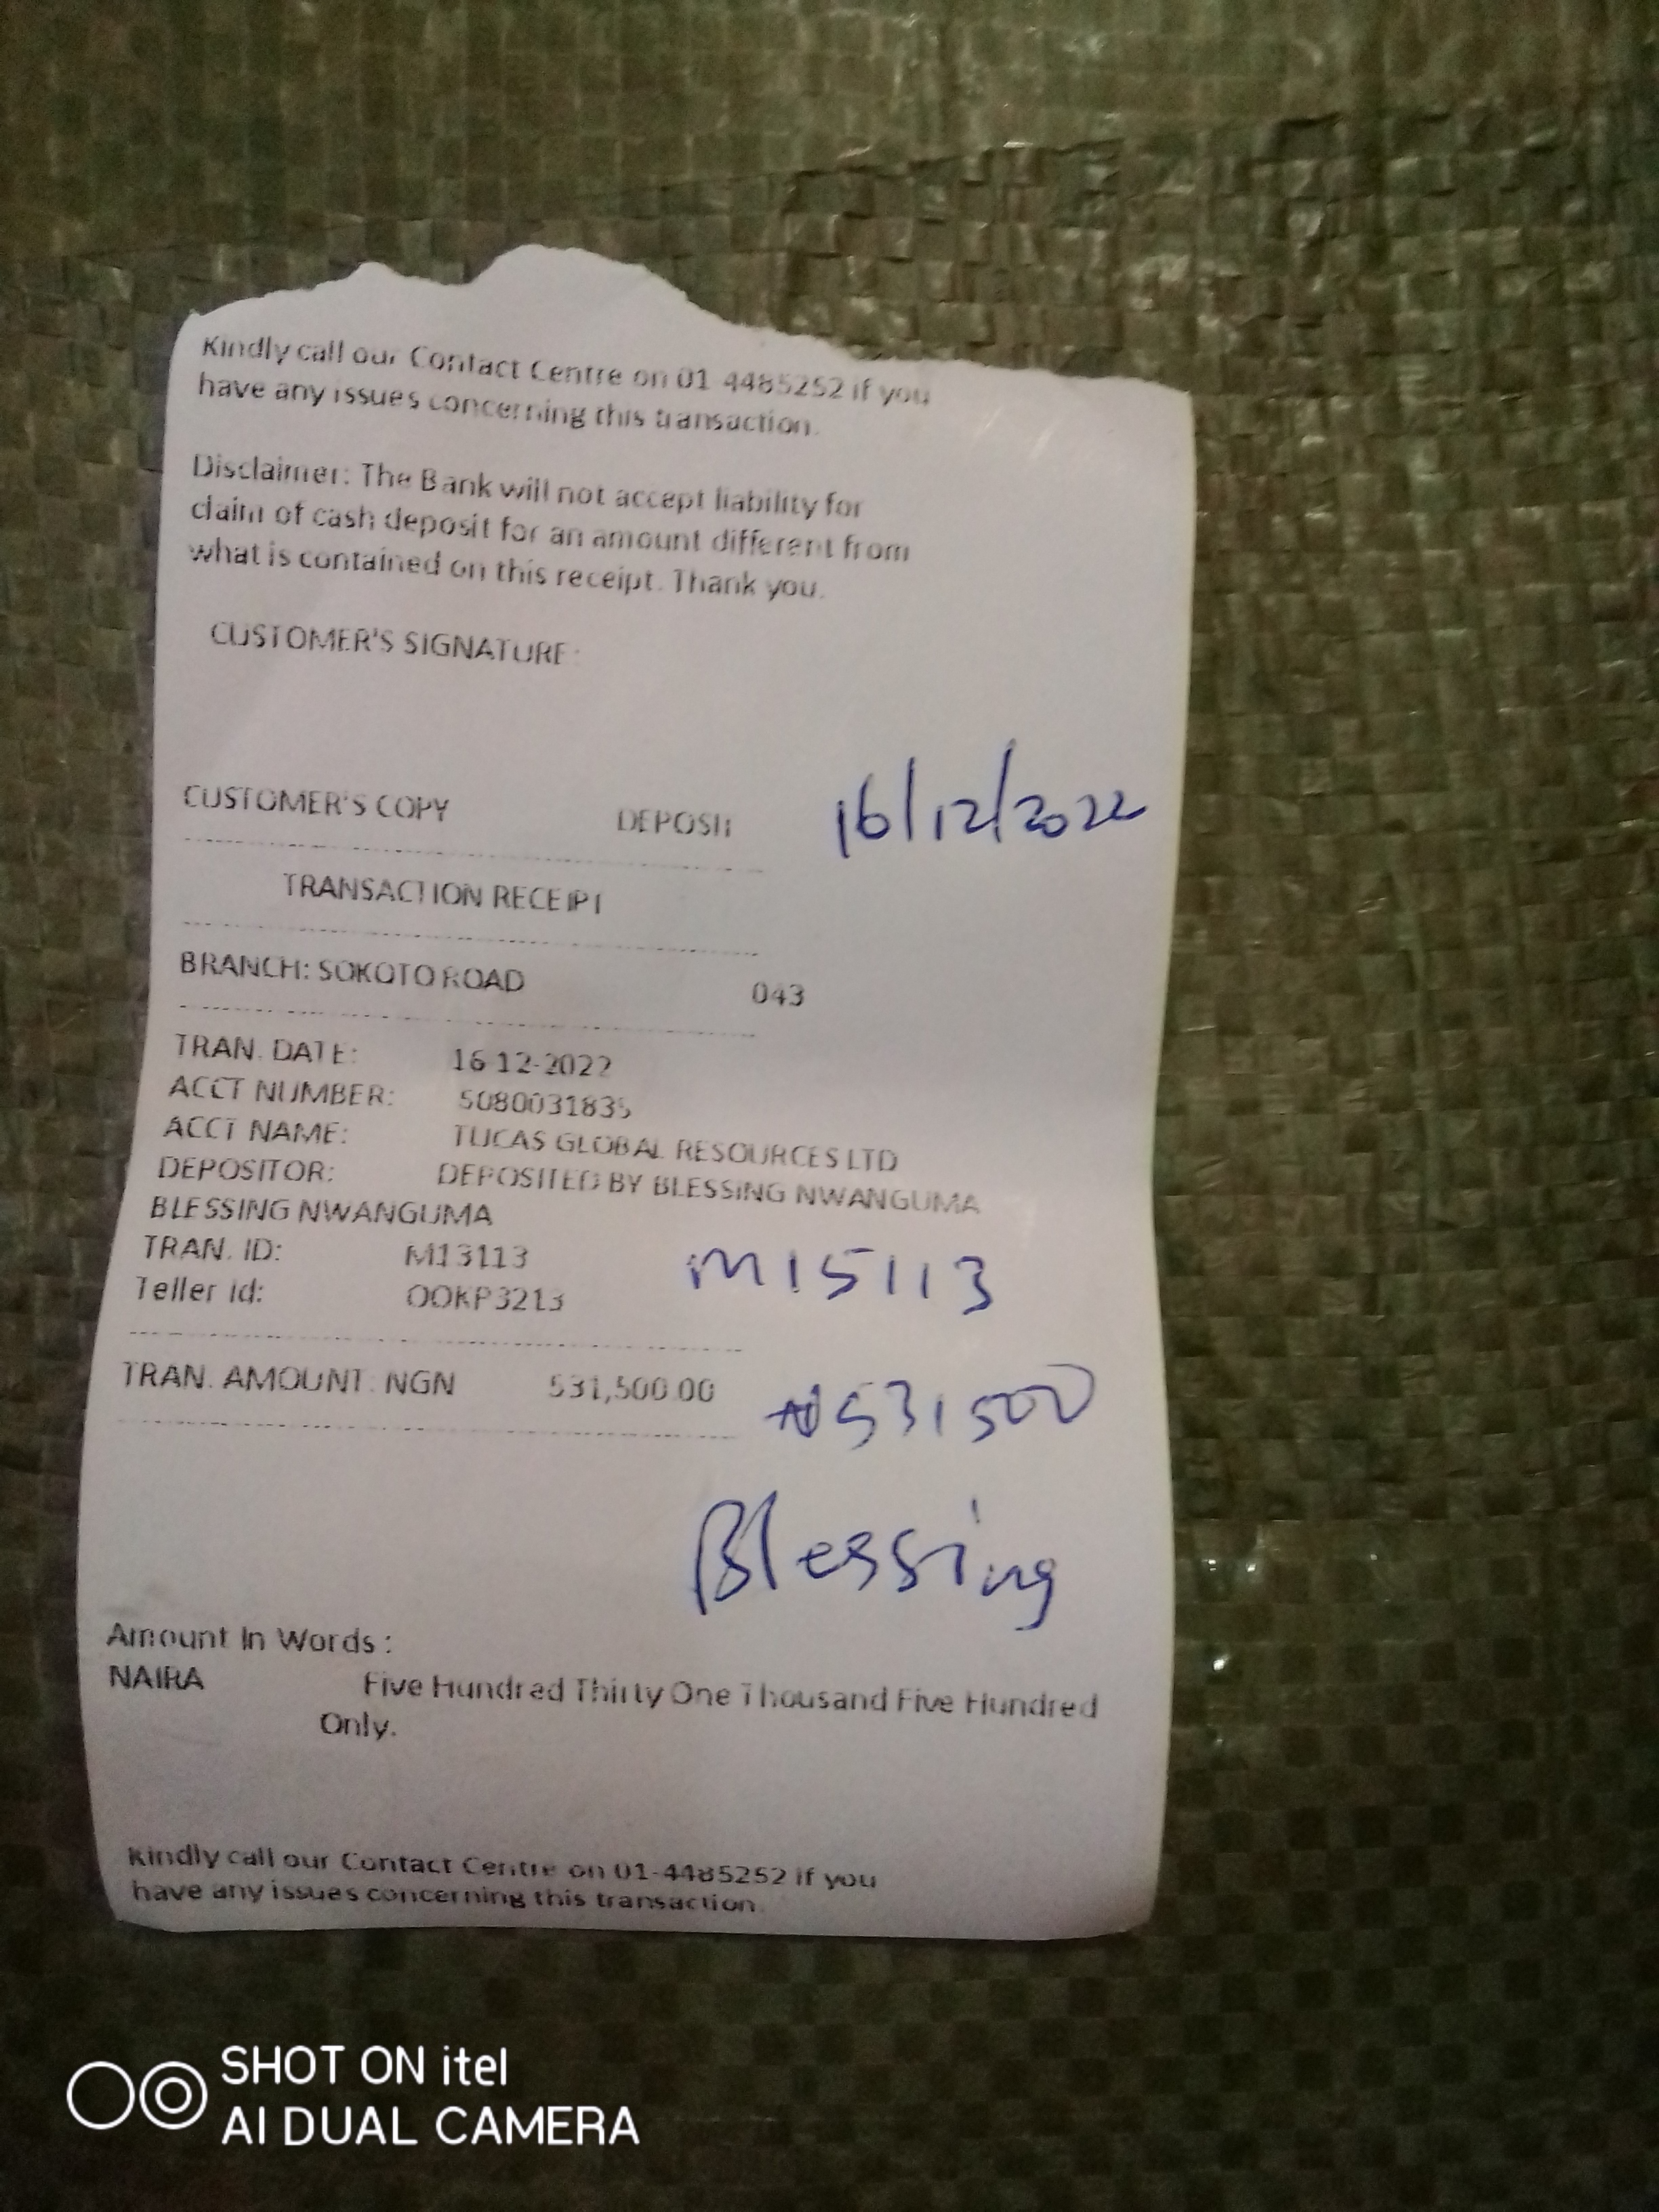 Kindly call our Contact Centre on 01-4485252 if you
have any issues concerning this transaction.
Disclaimer: The Bank will not accept liability for
claim of cash deposit for an amount different from
what is contained on this receipt. Thank you.
CUSTOMER'S SIGNATURE:
CUSTOMER'S COPY DEPOSIT 16/12/2022
TRANSACTION RECEIPT
BRANCH: SOKOTO ROAD 043
TRAN. DATE: 16-12-2022
ACCT NUMBER: 5080031835
ACCT NAME: TUCAS GLOBAL RESOURCES LTD
DEPOSITOR: DEPOSITED BY BLESSING NWANGUMA
BLESSING NWANGUMA
TRAN. ID: M13113 M15113
Teller Id: OOKP3213
TRAN. AMOUNT: NGN 531,500.00 ₦531500
Blessing
Amount In Words :
NAIRA Five Hundred Thirty One Thousand Five Hundred
Only.
Kindly call our Contact Centre on 01-4485252 if you
have any issues concerning this transaction.
SHOT ON itel
AI DUAL CAMERA